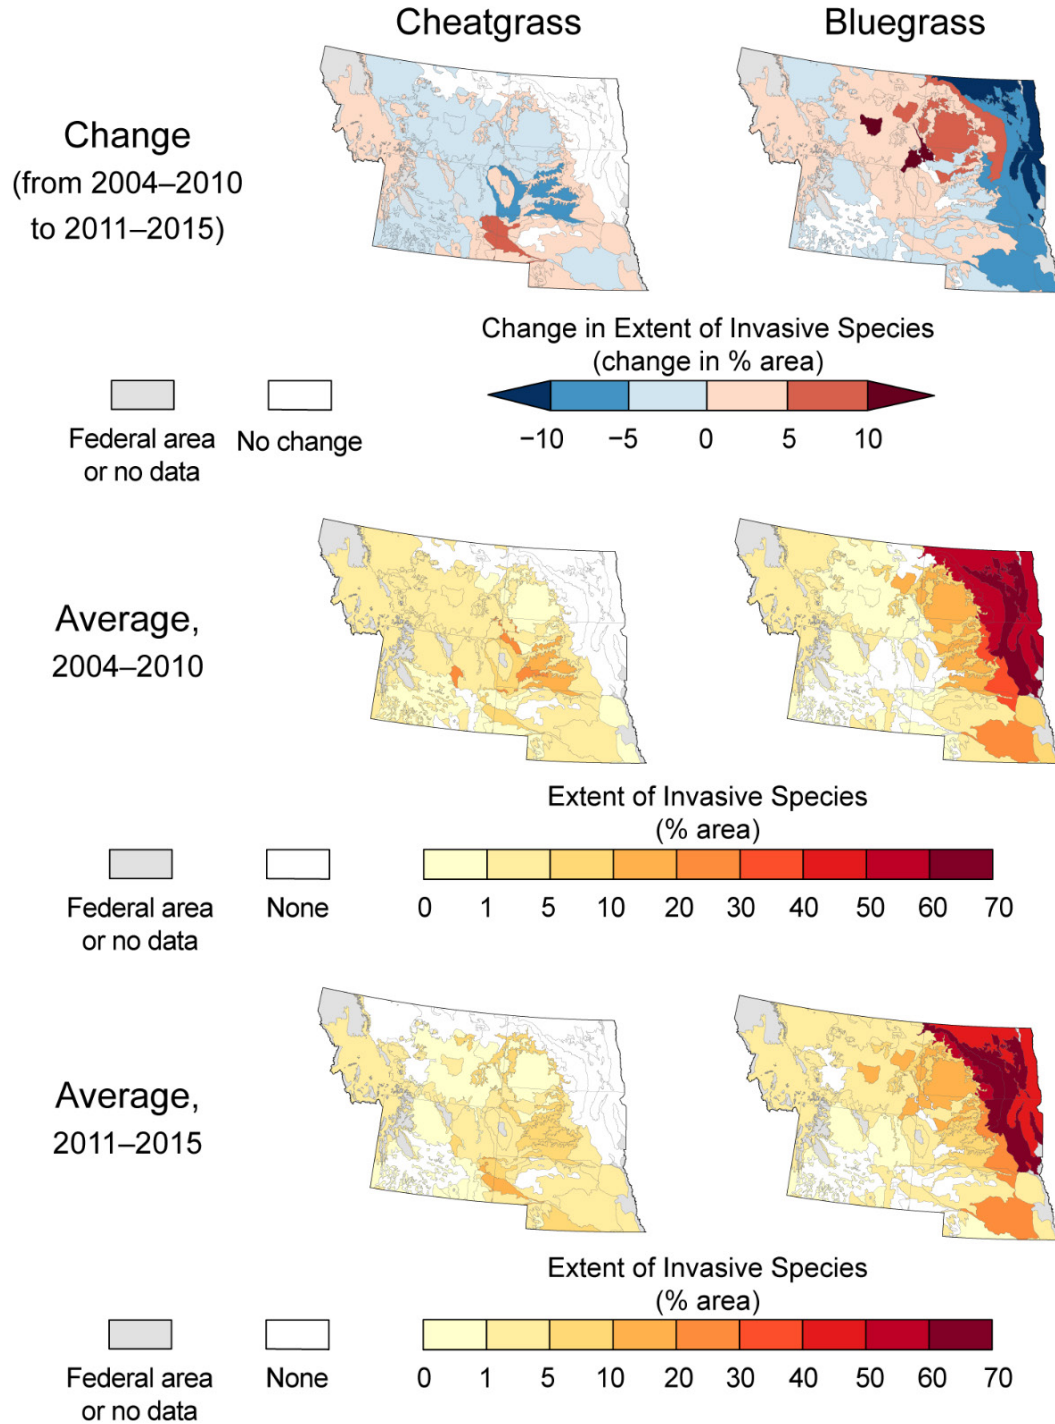 Cheatgrass
Bluegrass
Change
(from 2004–2010
to 2011–2015)
Change in Extent of Invasive Species
(change in % area)
Federal area
or no data
No change
−10 −5 0 5 10
Average,
2004–2010
Extent of Invasive Species
(% area)
Federal area
or no data
None
0 1 5 10 20 30 40 50 60 70
Average,
2011–2015
Extent of Invasive Species
(% area)
Federal area
or no data
None
0 1 5 10 20 30 40 50 60 70